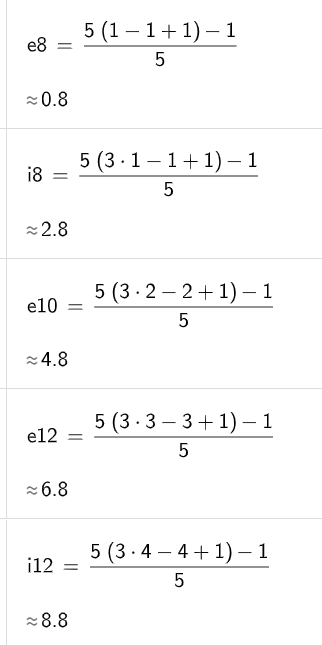 e8 = 5 (1 − 1 + 1) − 1 / 5
≈ 0.8
i8 = 5 (3 · 1 − 1 + 1) − 1 / 5
≈ 2.8
e10 = 5 (3 · 2 − 2 + 1) − 1 / 5
≈ 4.8
e12 = 5 (3 · 3 − 3 + 1) − 1 / 5
≈ 6.8
i12 = 5 (3 · 4 − 4 + 1) − 1 / 5
≈ 8.8